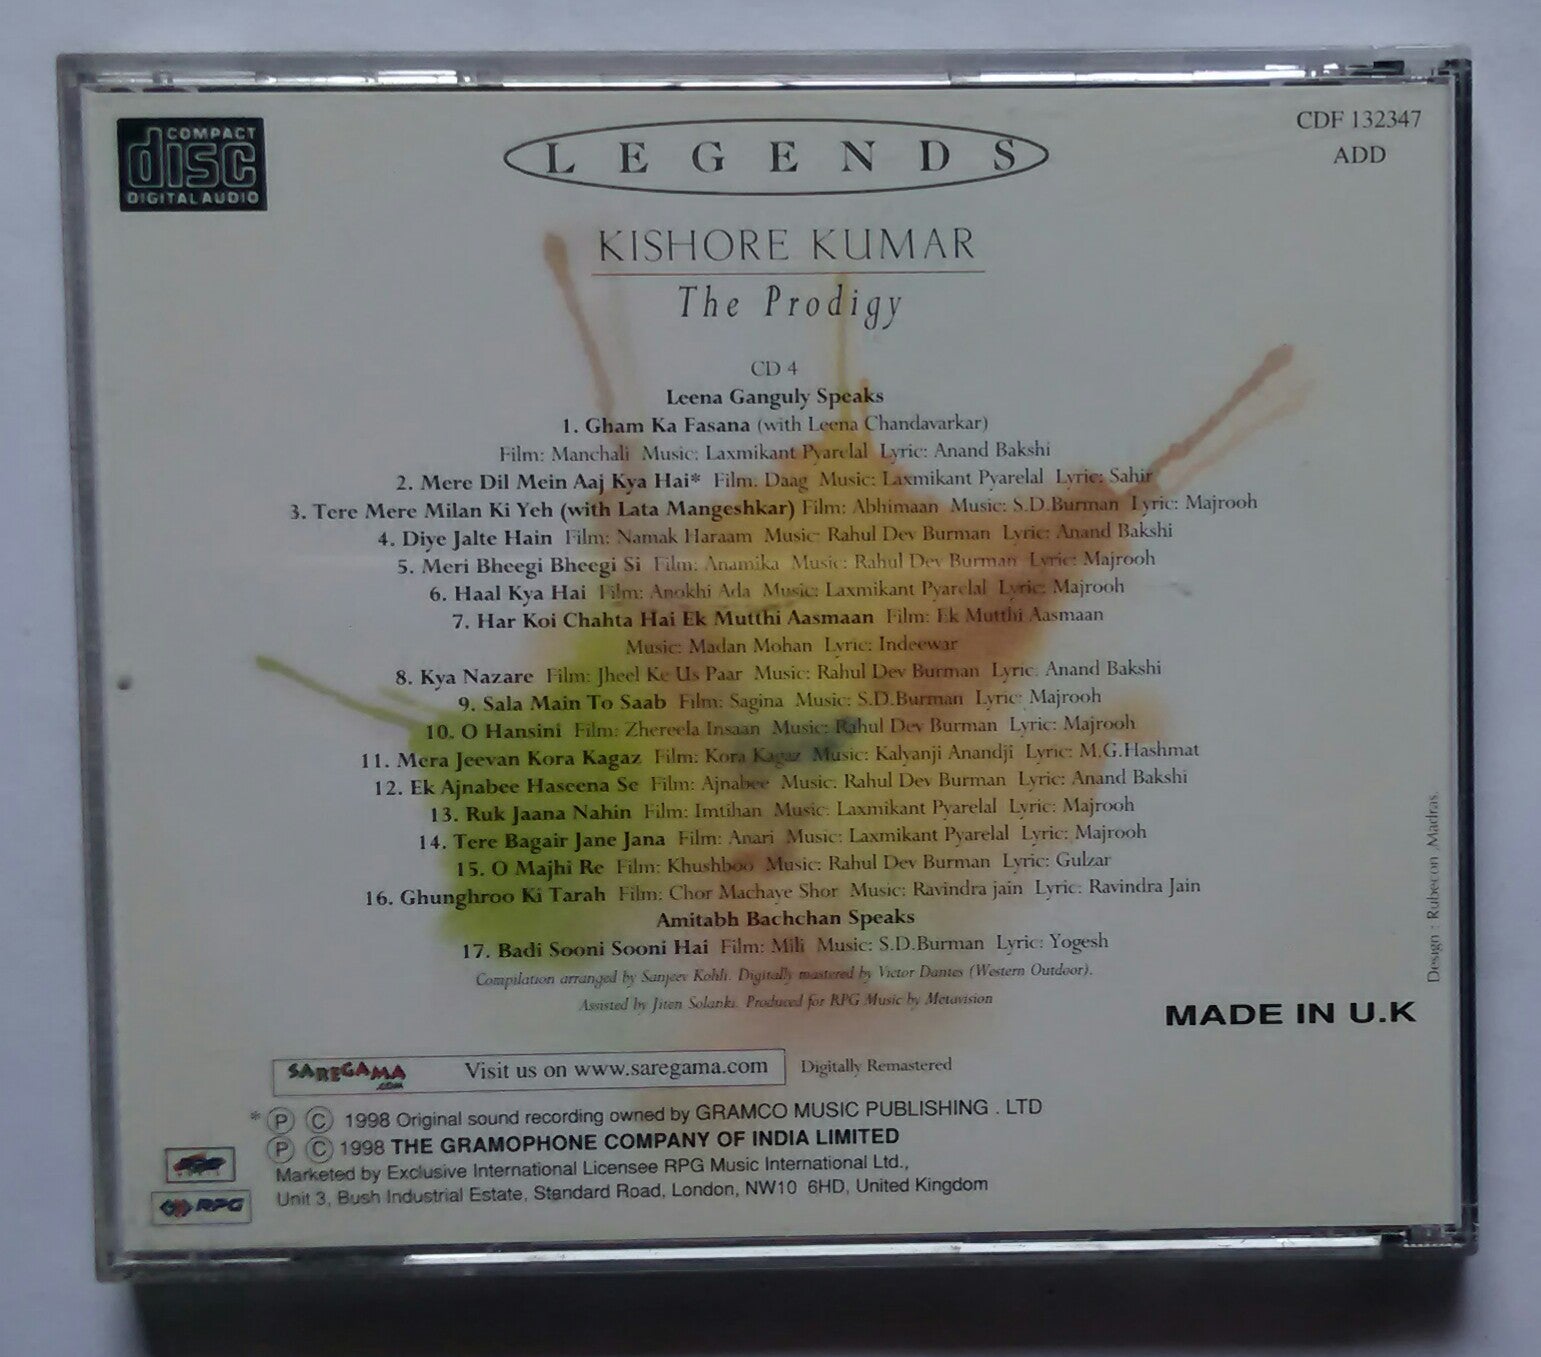 COMPACT
disc
DIGITAL AUDIO
LEGENDS
CDF 132347
ADD
KISHORE KUMAR
The Prodigy
CD 4
Leena Ganguly Speaks
1. Gham Ka Fasana (with Leena Chandavarkar)
Film: Manchali Music: Laxmikant Pyarelal Lyric: Anand Bakshi
2. Mere Dil Mein Aaj Kya Hai* Film: Daag Music: Laxmikant Pyarelal Lyric: Sahir
3. Tere Mere Milan Ki Yeh (with Lata Mangeshkar) Film: Abhimaan Music: S.D.Burman Lyric: Majrooh
4. Diye Jalte Hain Film: Namak Haraam Music: Rahul Dev Burman Lyric: Anand Bakshi
5. Meri Bheegi Bheegi Si Film: Anamika Music: Rahul Dev Burman Lyric: Majrooh
6. Haal Kya Hai Film: Anokhi Ada Music: Laxmikant Pyarelal Lyric: Majrooh
7. Har Koi Chahta Hai Ek Mutthi Aasmaan Film: Ek Mutthi Aasmaan
Music: Madan Mohan Lyric: Indeewar
8. Kya Nazare Film: Jheel Ke Us Paar Music: Rahul Dev Burman Lyric: Anand Bakshi
9. Sala Main To Saab Film: Sagina Music: S.D.Burman Lyric: Majrooh
10. O Hansini Film: Zhereela Insaan Music: Rahul Dev Burman Lyric: Majrooh
11. Mera Jeevan Kora Kagaz Film: Kora Kagaz Music: Kalyanji Anandji Lyric: M.G.Hashmat
12. Ek Ajnabee Haseena Se Film: Ajnabee Music: Rahul Dev Burman Lyric: Anand Bakshi
13. Ruk Jaana Nahin Film: Imtihan Music: Laxmikant Pyarelal Lyric: Majrooh
14. Tere Bagair Jane Jana Film: Anari Music: Laxmikant Pyarelal Lyric: Majrooh
15. O Majhi Re Film: Khushboo Music: Rahul Dev Burman Lyric: Gulzar
16. Ghunghroo Ki Tarah Film: Chor Machaye Shor Music: Ravindra jain Lyric: Ravindra Jain
Amitabh Bachchan Speaks
17. Badi Sooni Sooni Hai Film: Mili Music: S.D.Burman Lyric: Yogesh
Compilation arranged by Sanjeev Kohli. Digitally mastered by Victor Dantes (Western Outdoor).
Assisted by Jiten Solanki. Produced for RPG Music by Metavision
Design : Rubecon, Madras.
MADE IN U.K
SAREGAMA.COM
Visit us on www.saregama.com
Digitally Remastered
* Ⓟ Ⓒ 1998 Original sound recording owned by GRAMCO MUSIC PUBLISHING . LTD
Ⓟ Ⓒ 1998 THE GRAMOPHONE COMPANY OF INDIA LIMITED
Marketed by Exclusive International Licensee RPG Music International Ltd.,
Unit 3, Bush Industrial Estate, Standard Road, London, NW10 6HD, United Kingdom
RPG